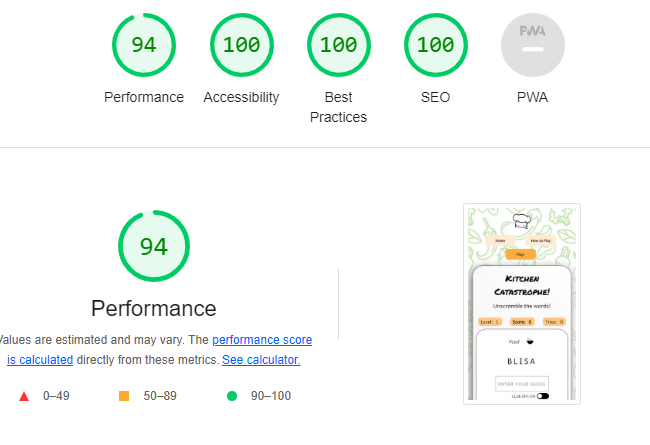 94
100
100
100
PWA
Performance
Accessibility
Best
Practices
SEO
PWA
94
Performance
Values are estimated and may vary. The performance score
is calculated directly from these metrics. See calculator.
0–49
50–89
90–100
Home
How to Play
Play!
Kitchen
Catastrophe!
Unscramble the words!
Level: 1
Score: 0
Tries: 0
Food
BLISA
ENTER YOUR GUESS